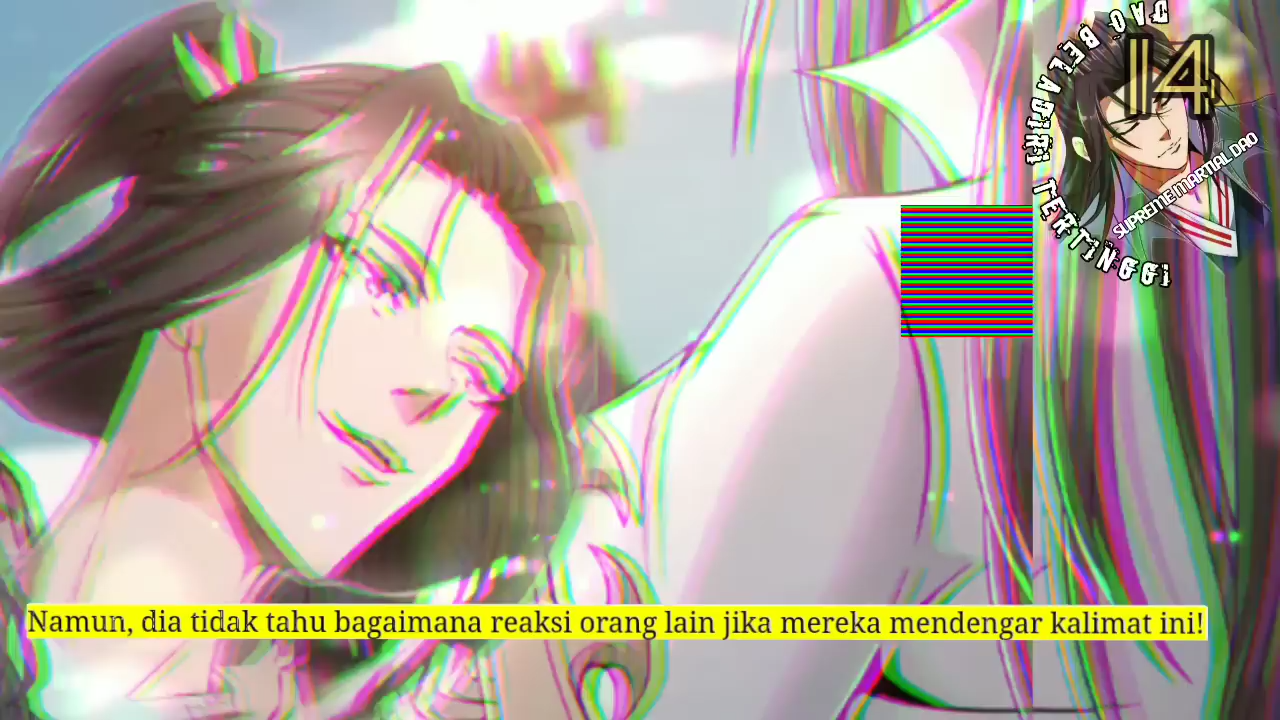 DAO BELADIRI TERTINGGI
14
SUPREME MARTIAL DAO
Namun, dia tidak tahu bagaimana reaksi orang lain jika mereka mendengar kalimat ini!